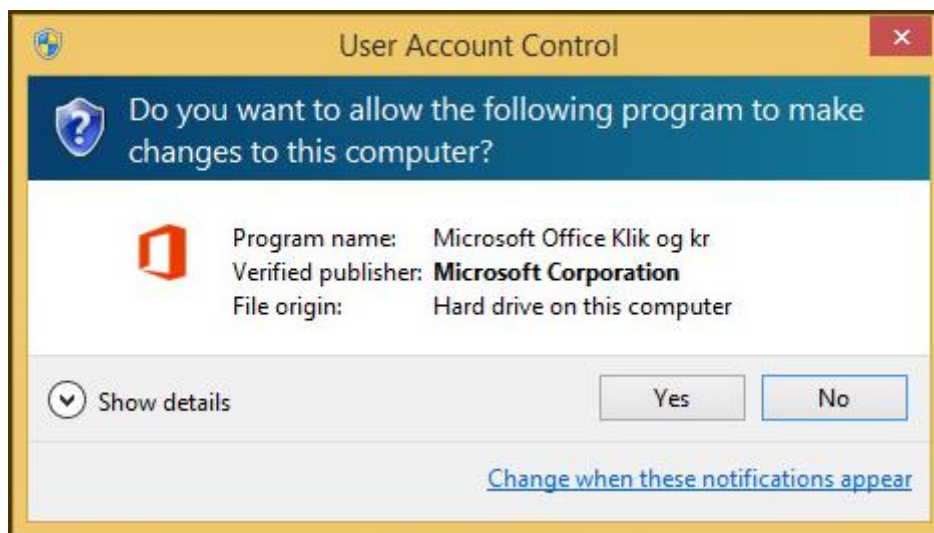 User Account Control
Do you want to allow the following program to make
changes to this computer?
Program name: Microsoft Office Klik og kr
Verified publisher: Microsoft Corporation
File origin: Hard drive on this computer
Show details
Yes
No
Change when these notifications appear